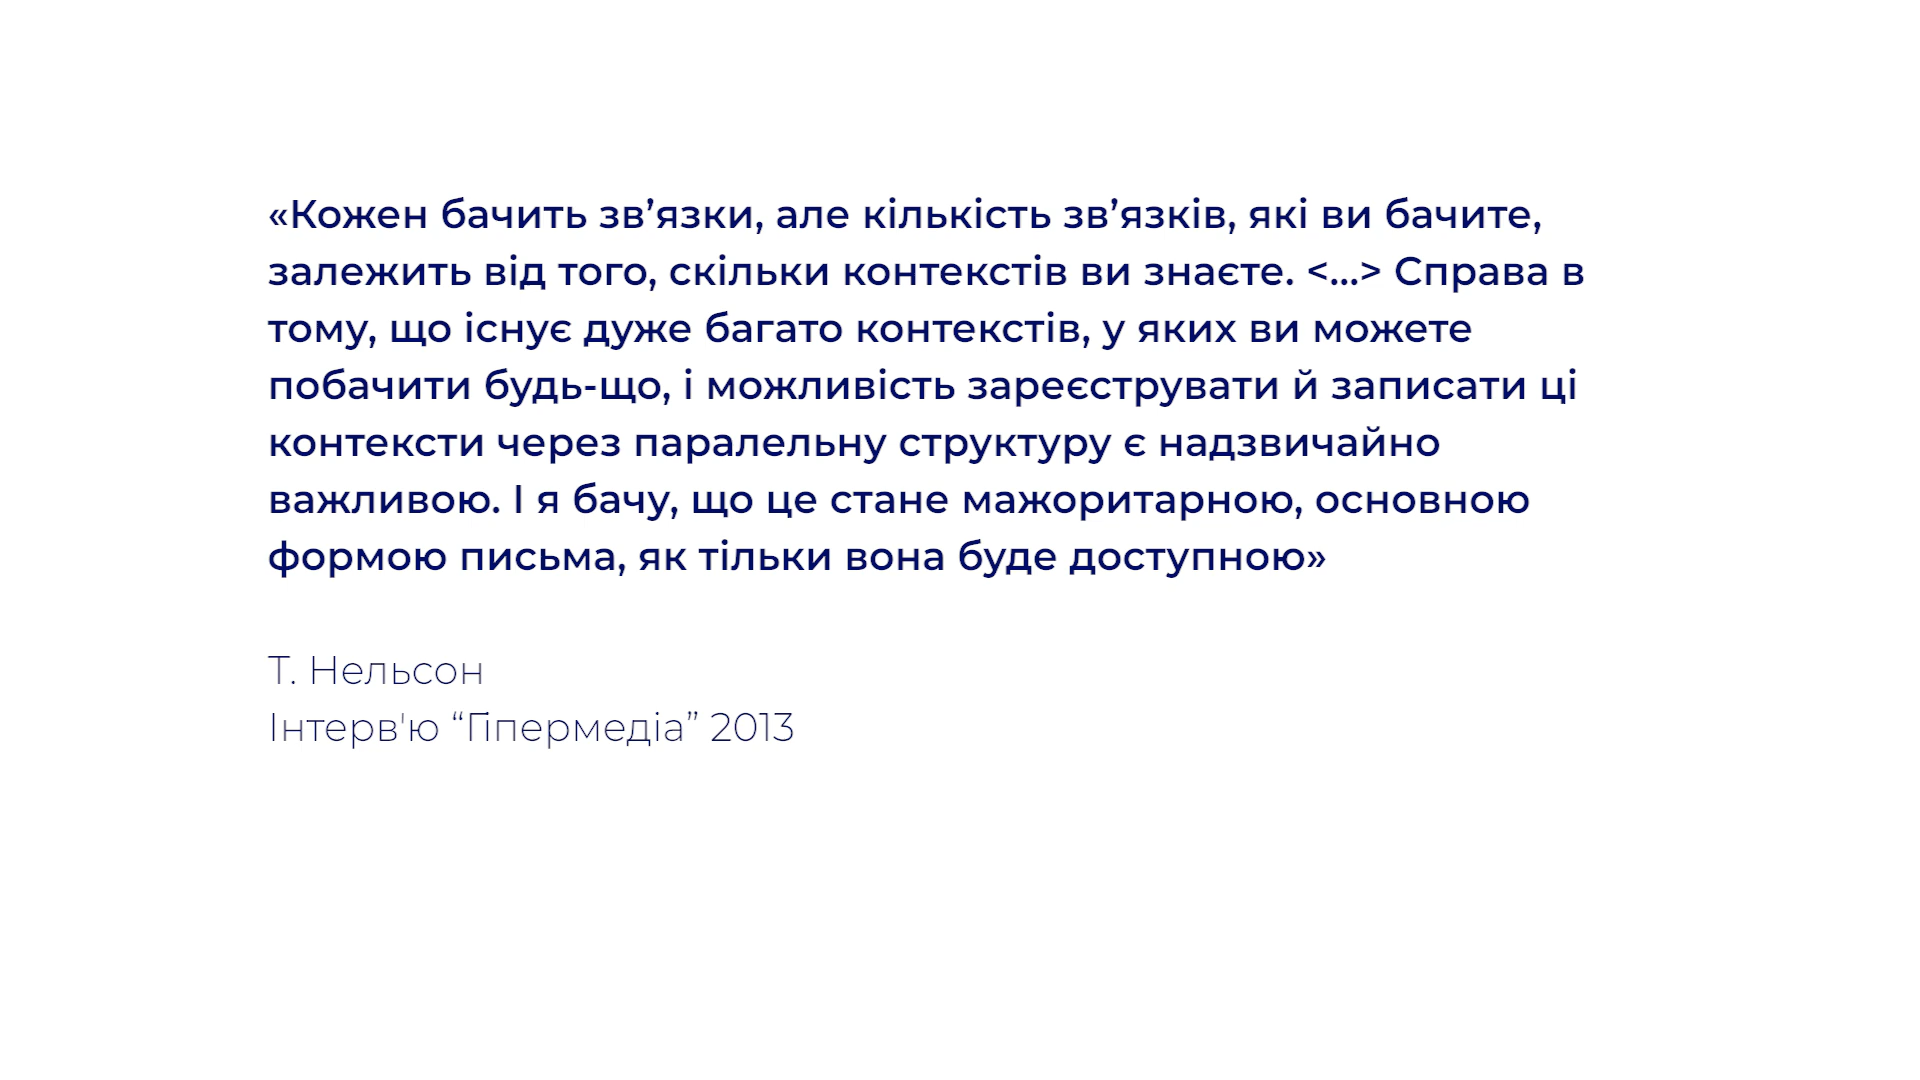 «Кожен бачить зв’язки, але кількість зв’язків, які ви бачите,
залежить від того, скільки контекстів ви знаєте. <...> Справа в
тому, що існує дуже багато контекстів, у яких ви можете
побачити будь-що, і можливість зареєструвати й записати ці
контексти через паралельну структуру є надзвичайно
важливою. І я бачу, що це стане мажоритарною, основною
формою письма, як тільки вона буде доступною»
Т. Нельсон
Інтерв'ю “Гіпермедіа” 2013